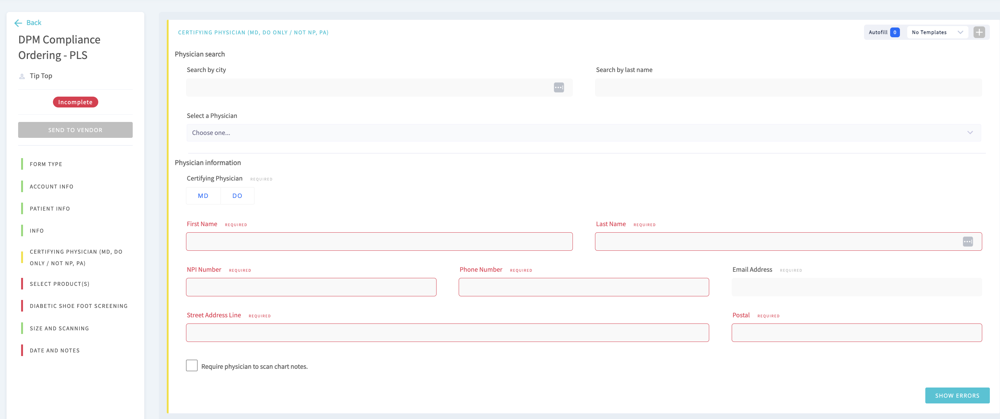 Back
DPM Compliance
Ordering - PLS
Tip Top
Incomplete
SEND TO VENDOR
FORM TYPE
ACCOUNT INFO
PATIENT INFO
INFO
CERTIFYING PHYSICIAN (MD, DO
ONLY / NOT NP, PA)
SELECT PRODUCT(S)
DIABETIC SHOE FOOT SCREENING
SIZE AND SCANNING
DATE AND NOTES
CERTIFYING PHYSICIAN (MD, DO ONLY / NOT NP, PA)
Autofill 0 No Templates
Physician search
Search by city
Search by last name
Select a Physician
Choose one...
Physician information
Certifying Physician REQUIRED
MD DO
First Name REQUIRED
Last Name REQUIRED
NPI Number REQUIRED
Phone Number REQUIRED
Email Address REQUIRED
Street Address Line REQUIRED
Postal REQUIRED
Require physician to scan chart notes.
SHOW ERRORS